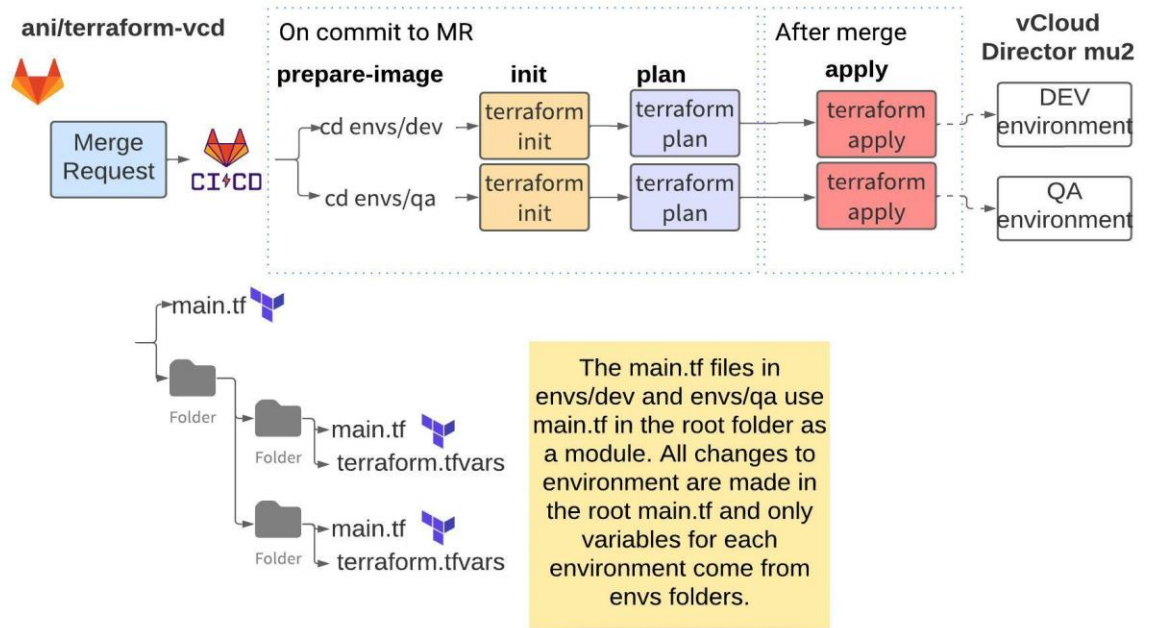 ani/terraform-vcd
On commit to MR
After merge
vCloud
Director mu2
prepare-image
init
plan
apply
Merge
Request
CI CD
cd envs/dev
terraform
init
terraform
plan
terraform
apply
DEV
environment
cd envs/qa
terraform
init
terraform
plan
terraform
apply
QA
environment
main.tf
Folder
Folder
main.tf
terraform.tfvars
Folder
main.tf
terraform.tfvars
The main.tf files in
envs/dev and envs/qa use
main.tf in the root folder as
a module. All changes to
environment are made in
the root main.tf and only
variables for each
environment come from
envs folders.